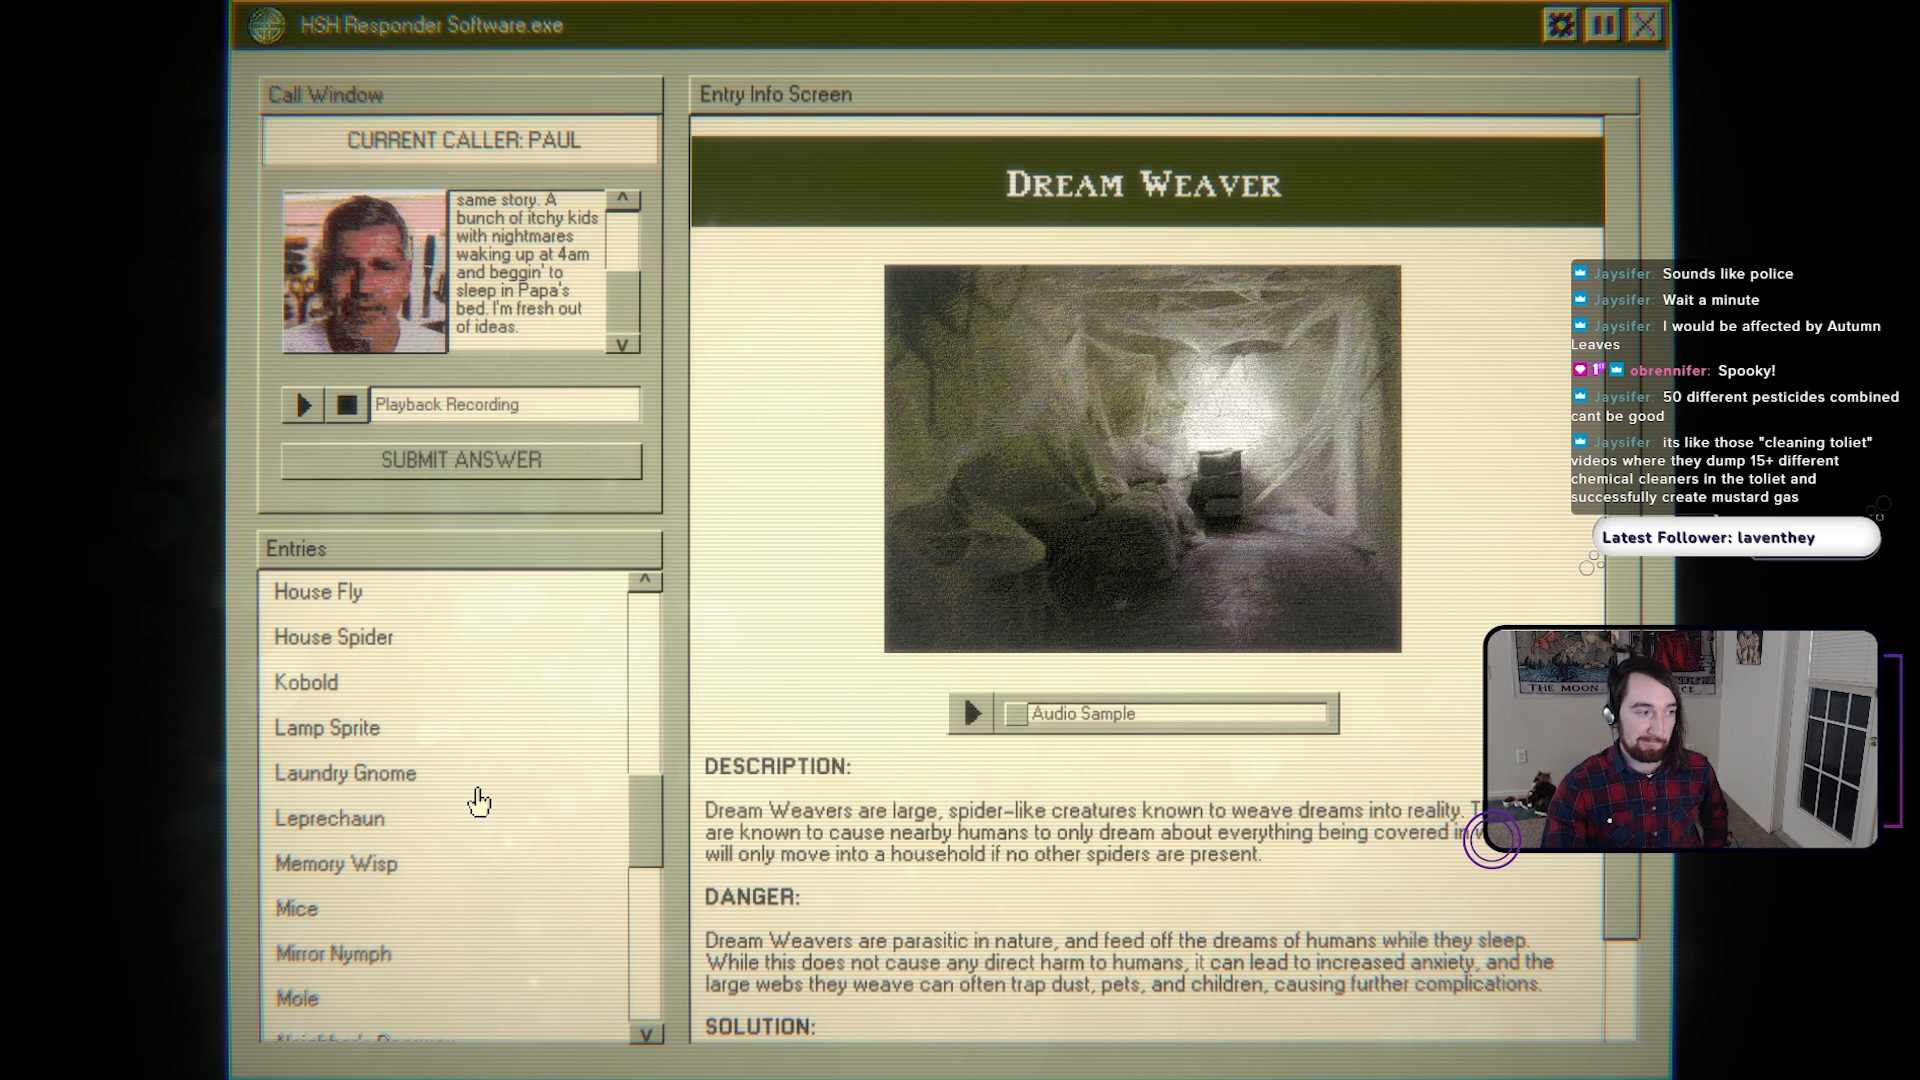 HSH Responder Software.exe
Call Window
CURRENT CALLER: PAUL
same story. A
bunch of itchy kids
with nightmares
waking up at 4am
and beggin' to
sleep in Papa's
bed. I'm fresh out
of ideas.
Playback Recording
SUBMIT ANSWER
Entries
House Fly
House Spider
Kobold
Lamp Sprite
Laundry Gnome
Leprechaun
Memory Wisp
Mice
Mirror Nymph
Mole
Entry Info Screen
DREAM WEAVER
Audio Sample
DESCRIPTION:
Dream Weavers are large, spider-like creatures known to weave dreams into reality.
are known to cause nearby humans to only dream about everything being covered in
will only move into a household if no other spiders are present.
DANGER:
Dream Weavers are parasitic in nature, and feed off the dreams of humans while they sleep.
While this does not cause any direct harm to humans, it can lead to increased anxiety, and the
large webs they weave can often trap dust, pets, and children, causing further complications.
SOLUTION:
Jaysifer: Sounds like police
Jaysifer: Wait a minute
Jaysifer: I would be affected by Autumn
Leaves
1st obrennifer: Spooky!
Jaysifer: 50 different pesticides combined
cant be good
Jaysifer: its like those "cleaning toliet"
videos where they dump 15+ different
chemical cleaners in the toliet and
successfully create mustard gas
Latest Follower: laventhey
THE MOON